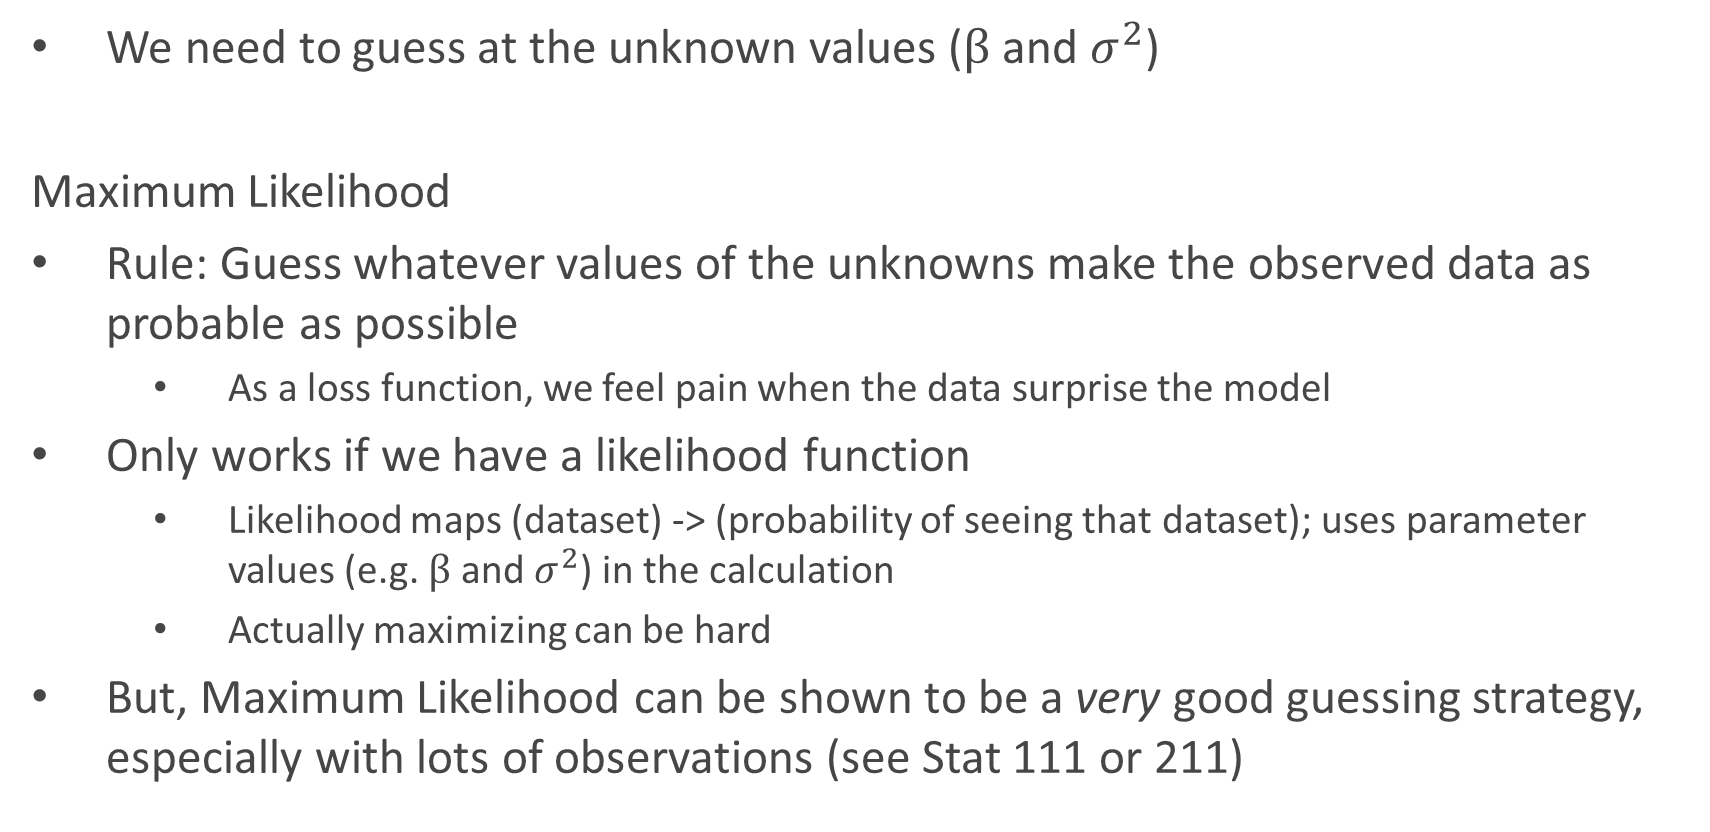 • We need to guess at the unknown values (β and σ²)
Maximum Likelihood
• Rule: Guess whatever values of the unknowns make the observed data as
probable as possible
• As a loss function, we feel pain when the data surprise the model
• Only works if we have a likelihood function
• Likelihood maps (dataset) -> (probability of seeing that dataset); uses parameter
values (e.g. β and σ²) in the calculation
• Actually maximizing can be hard
• But, Maximum Likelihood can be shown to be a very good guessing strategy,
especially with lots of observations (see Stat 111 or 211)